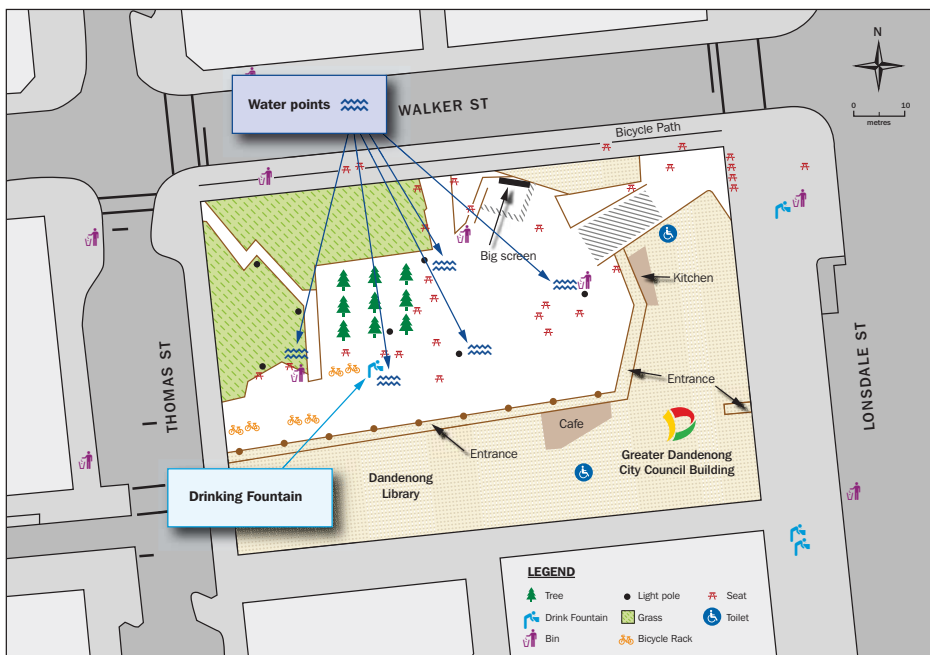 N
0 10
metres
Water points
WALKER ST
Bicycle Path
Big screen
Kitchen
THOMAS ST
LONSDALE ST
Entrance
Cafe
Entrance
Greater Dandenong
City Council Building
Dandenong
Library
Drinking Fountain
LEGEND
Tree
Light pole
Seat
Drink Fountain
Grass
Toilet
Bin
Bicycle Rack